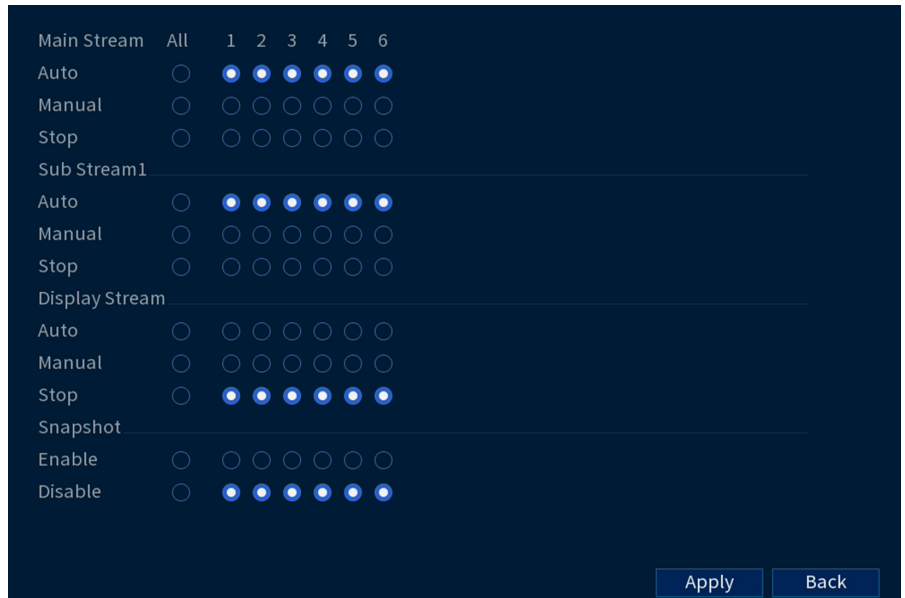 Main Stream All 1 2 3 4 5 6
Auto
Manual
Stop
Sub Stream1
Auto
Manual
Stop
Display Stream
Auto
Manual
Stop
Snapshot
Enable
Disable
Apply Back